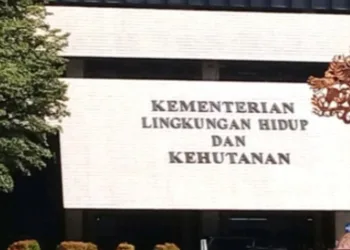 KEMENTERIAN
LINGKUNGAN HIDUP
DAN
KEHUTANAN